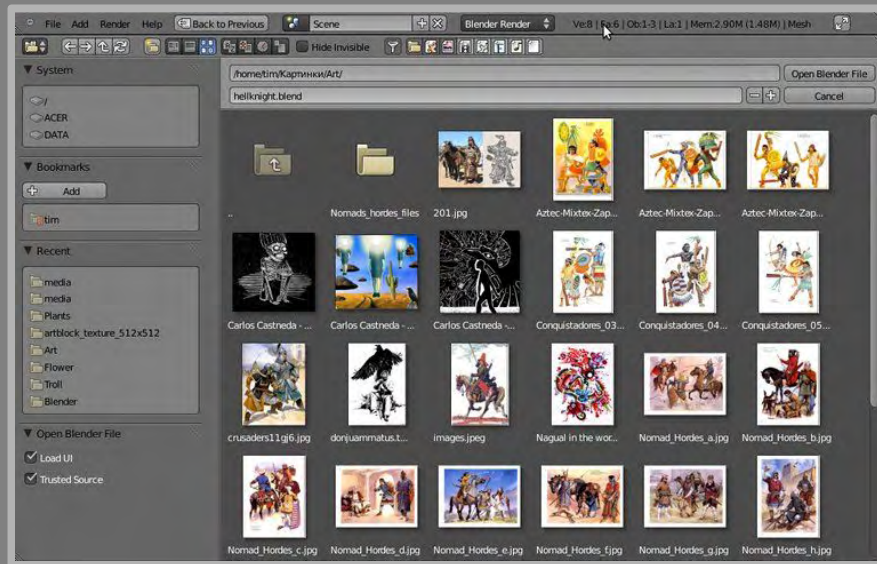 File Add Render Help Back to Previous Scene Blender Render Ve:8 | Fa:6 | Ob:1-3 | La:1 | Mem:2.90M (1.48M) | Mesh
Hide Invisible
System
/
ACER
DATA
Bookmarks
Add
tim
Recent
media
media
Plants
artblock_texture_512x512
Art
Flower
Troll
Blender
Open Blender File
Load UI
Trusted Source
/home/tim/Картинки/Art/ Open Blender File
hellknight.blend Cancel
.. Nomads_hordes_files 201.jpg Aztec-Mixtex-Zap... Aztec-Mixtex-Zap... Aztec-Mixtex-Zap...
Carlos Castneda - ... Carlos Castneda - ... Carlos Castneda -... Conquistadores_03... Conquistadores_04... Conquistadores_05...
crusaders11gj6.jpg donjuammatus.t... images.jpeg Nagual in the wor... Nomad_Hordes_a.jpg Nomad_Hordes_b.jpg
Nomad_Hordes_c.jpg Nomad_Hordes_d.jpg Nomad_Hordes_e.jpg Nomad_Hordes_f.jpg Nomad_Hordes_g.jpg Nomad_Hordes_h.jpg